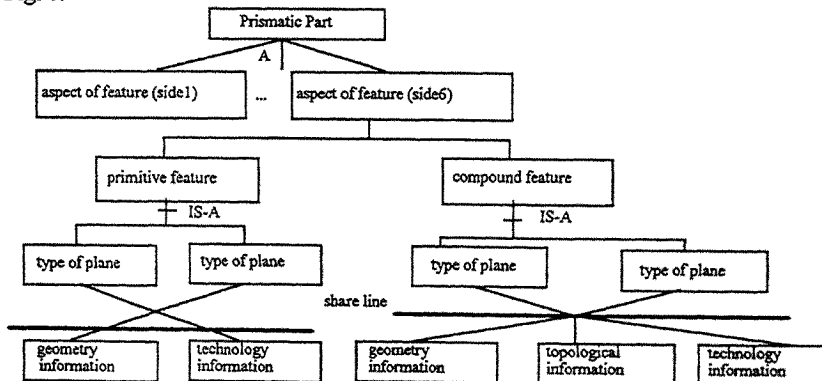 Prismatic Part
A
aspect of feature (side1)
...
aspect of feature (side6)
primitive feature
compound feature
IS-A
IS-A
type of plane
type of plane
type of plane
type of plane
share line
geometry
information
technology
information
geometry
information
topological
information
technology
information